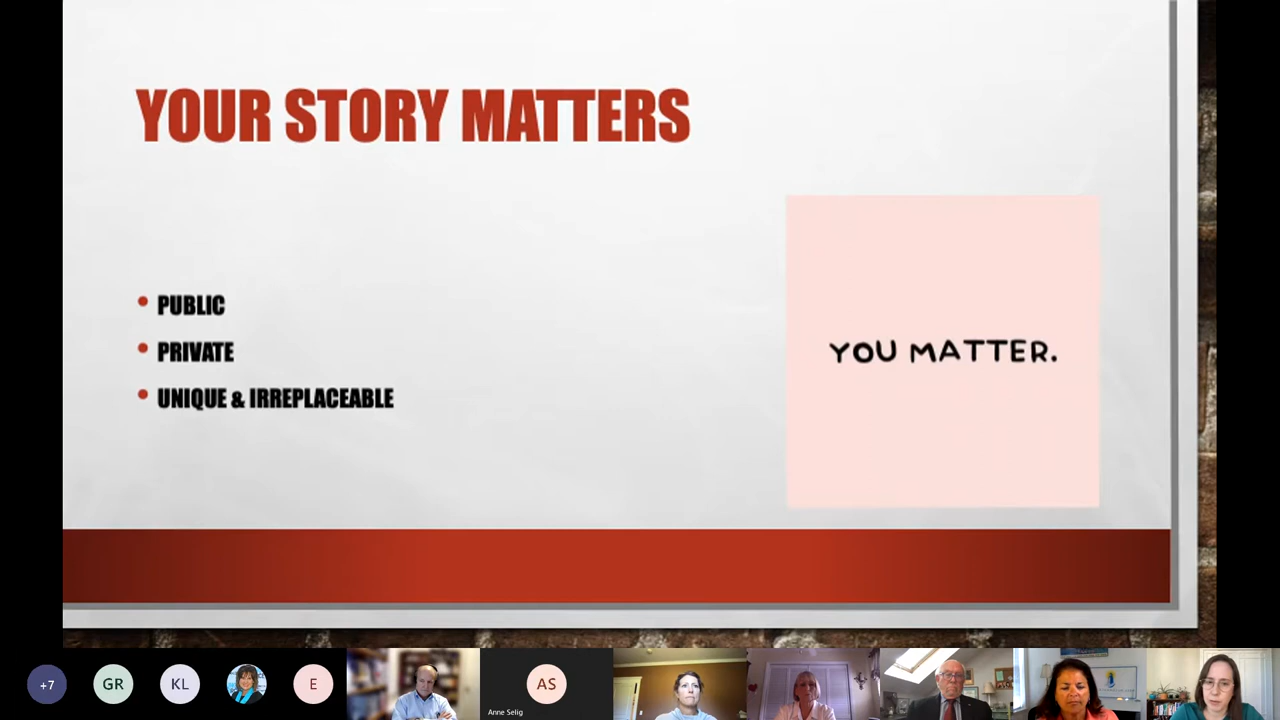 YOUR STORY MATTERS
PUBLIC
PRIVATE
UNIQUE & IRREPLACEABLE
YOU MATTER.
+7
GR
KL
E
AS
Anne Selig